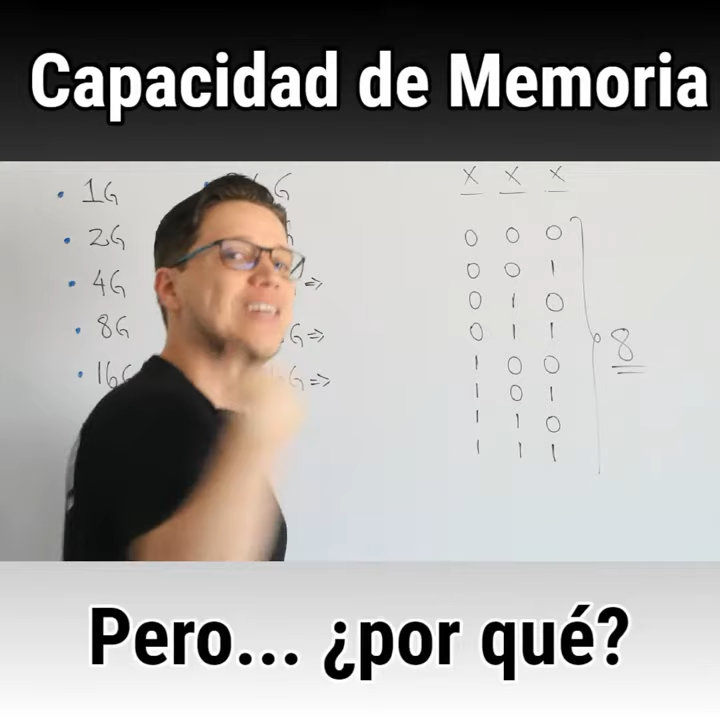 Capacidad de Memoria
1G
2G
4G
8G
G
G⇒
G⇒
X X X
0 0 0
0 0 1
0 1 0
0 1 1
1 0 0
1 0 1
1 1 0
1 1 1
8
Pero... ¿por qué?